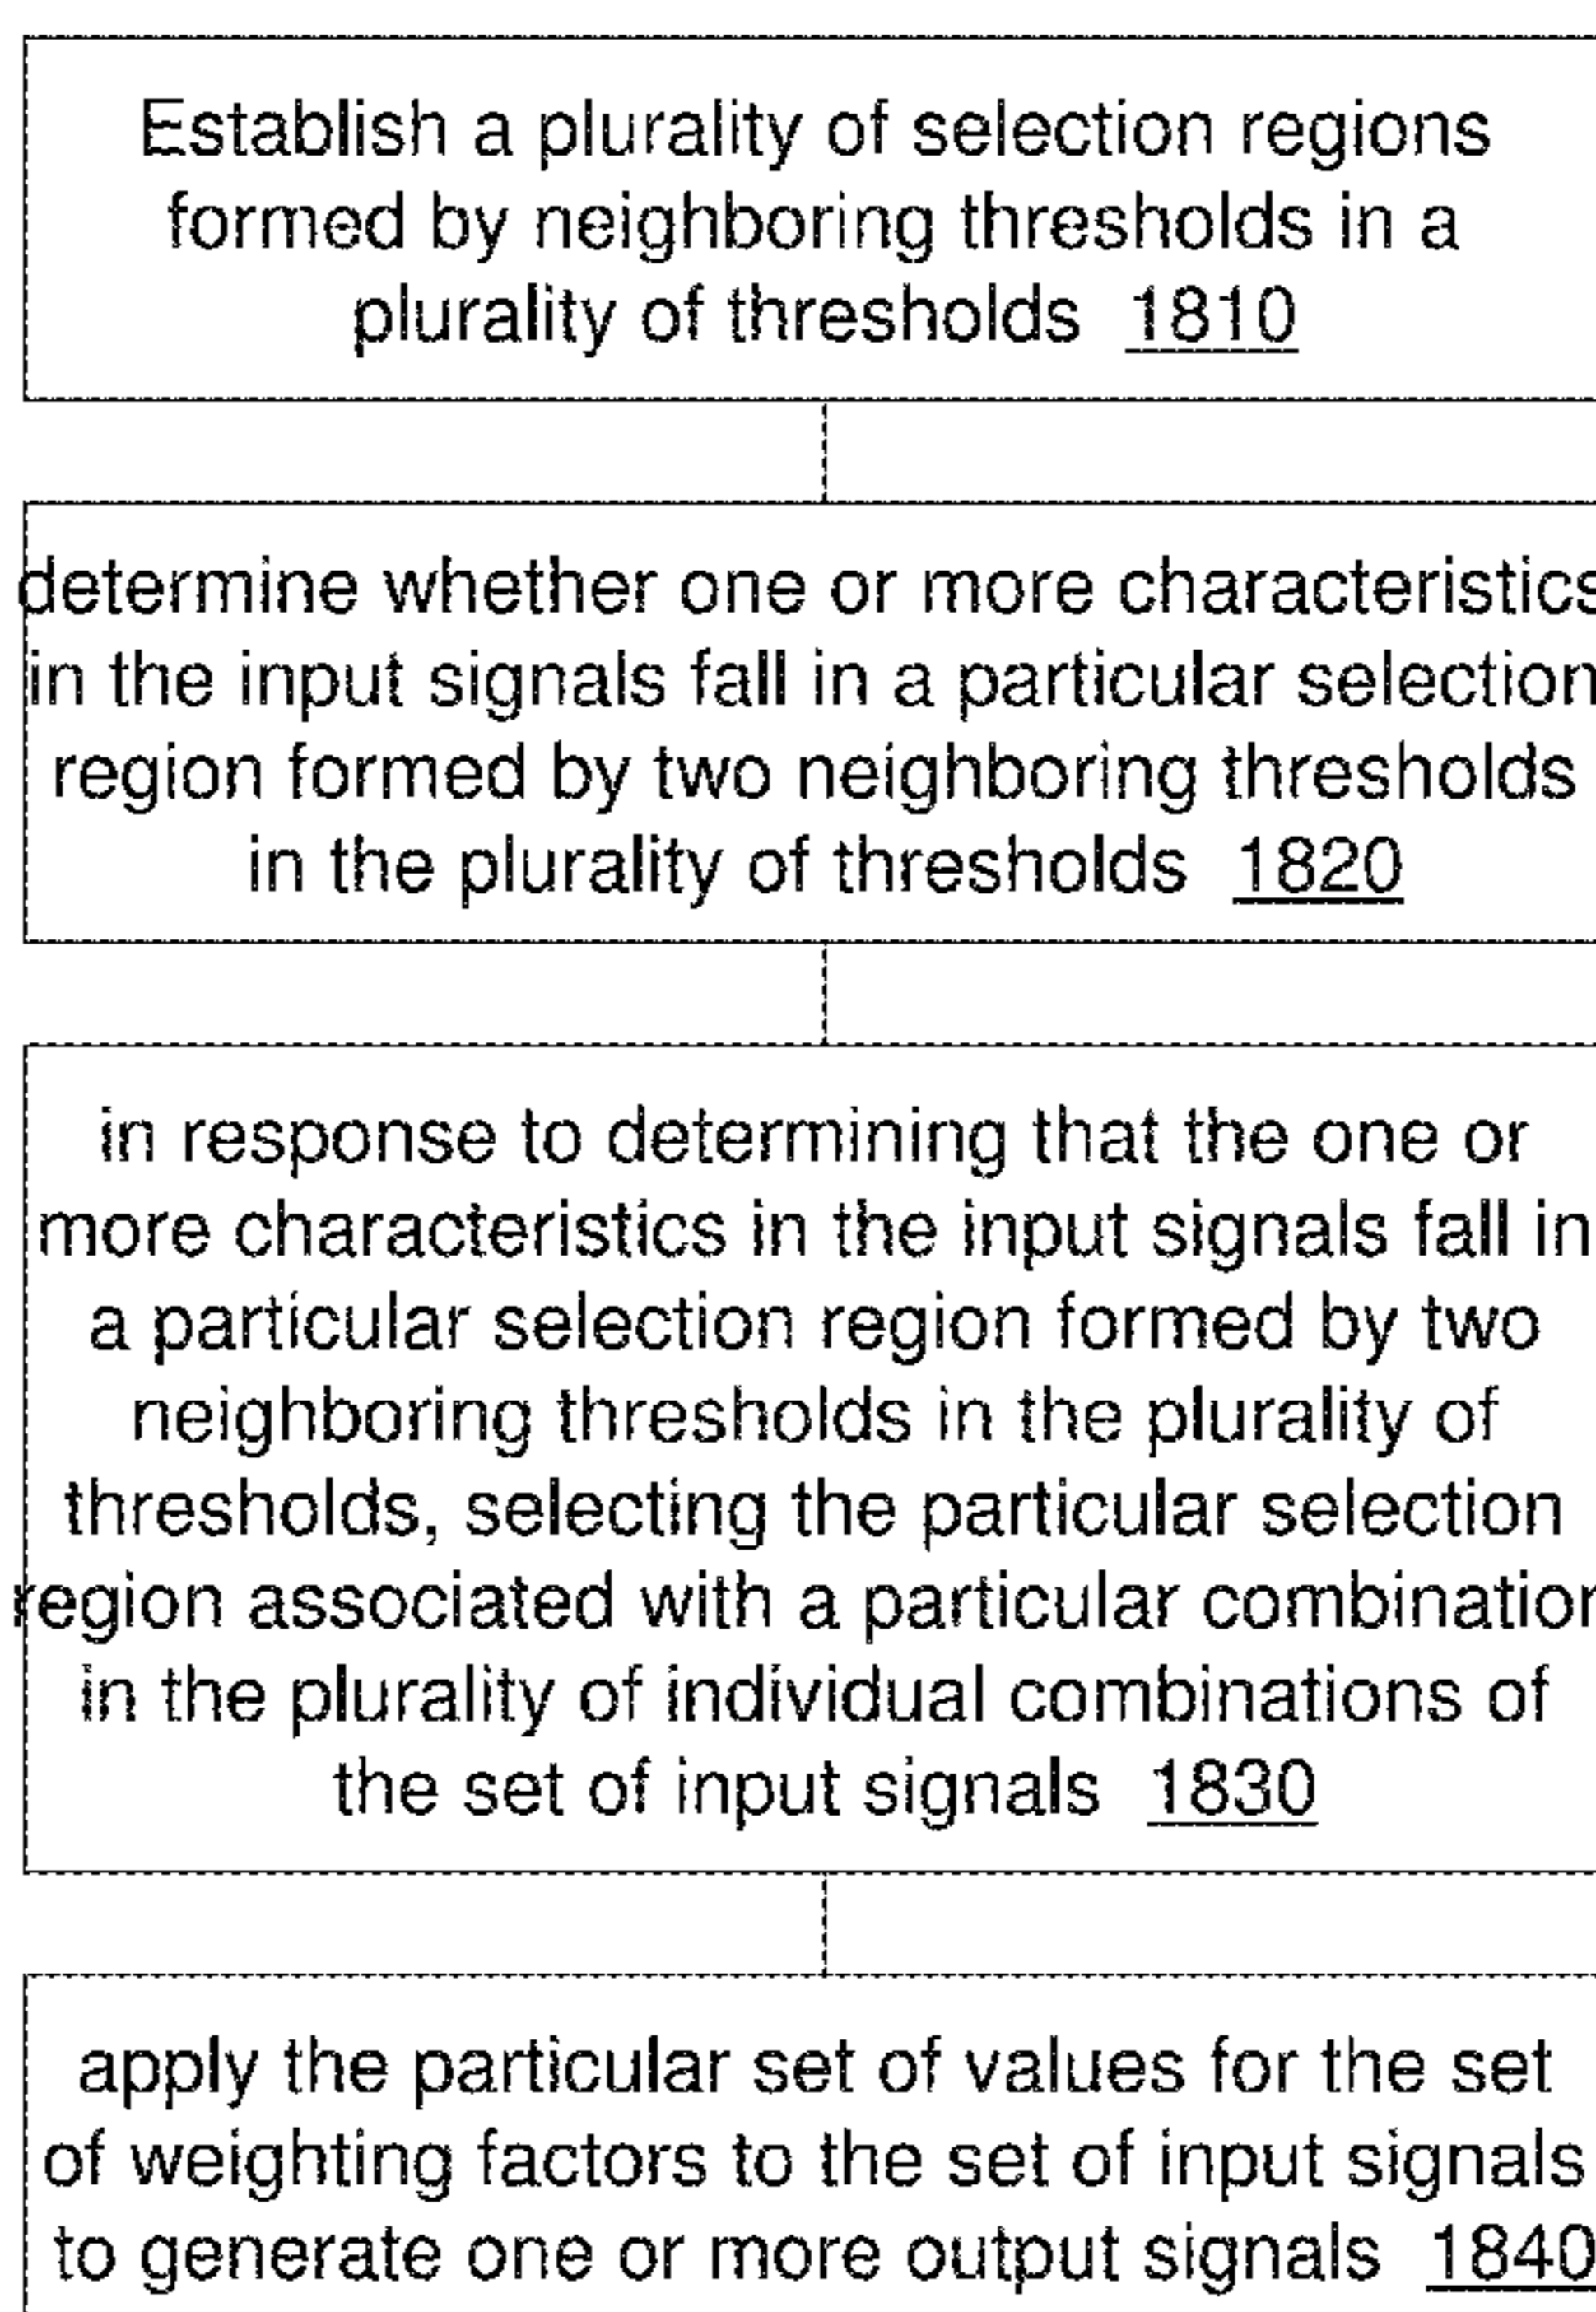 Establish a plurality of selection regions
formed by neighboring thresholds in a
plurality of thresholds 1810
determine whether one or more characteristics
in the input signals fall in a particular selection
region formed by two neighboring thresholds
in the plurality of thresholds 1820
in response to determining that the one or
more characteristics in the input signals fall in
a particular selection region formed by two
neighboring thresholds in the plurality of
thresholds, selecting the particular selection
region associated with a particular combination
in the plurality of individual combinations of
the set of input signals 1830
apply the particular set of values for the set
of weighting factors to the set of input signals
to generate one or more output signals 1840